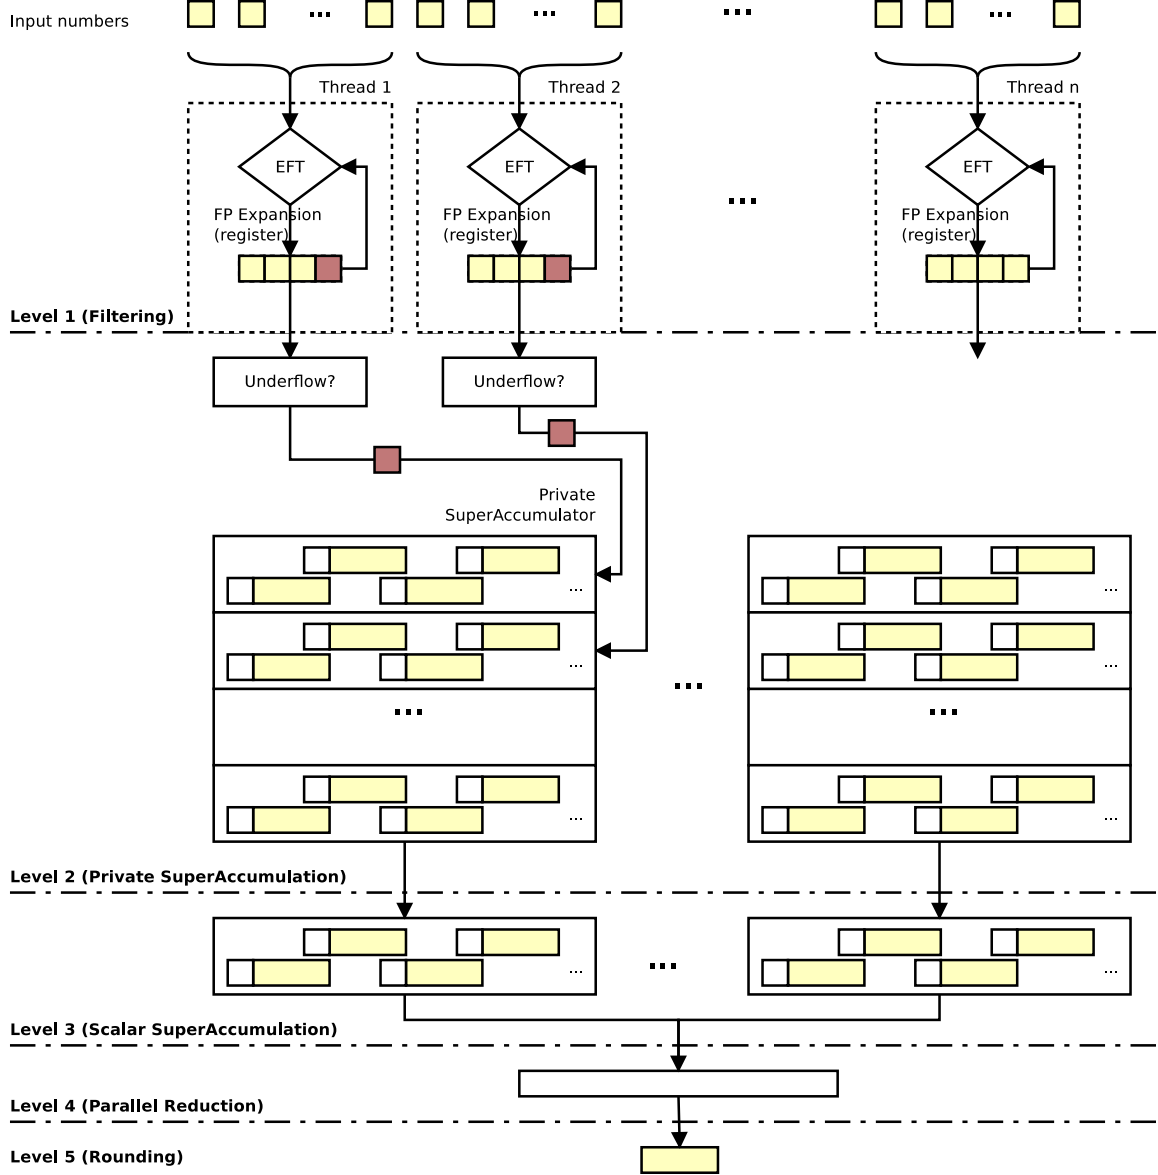 Input numbers
...
...
...
...
Thread 1
Thread 2
Thread n
EFT
EFT
EFT
...
FP Expansion
(register)
FP Expansion
(register)
FP Expansion
(register)
Level 1 (Filtering)
Underflow?
Underflow?
Private
SuperAccumulator
...
...
...
...
...
...
...
...
...
Level 2 (Private SuperAccumulation)
...
...
...
Level 3 (Scalar SuperAccumulation)
Level 4 (Parallel Reduction)
Level 5 (Rounding)